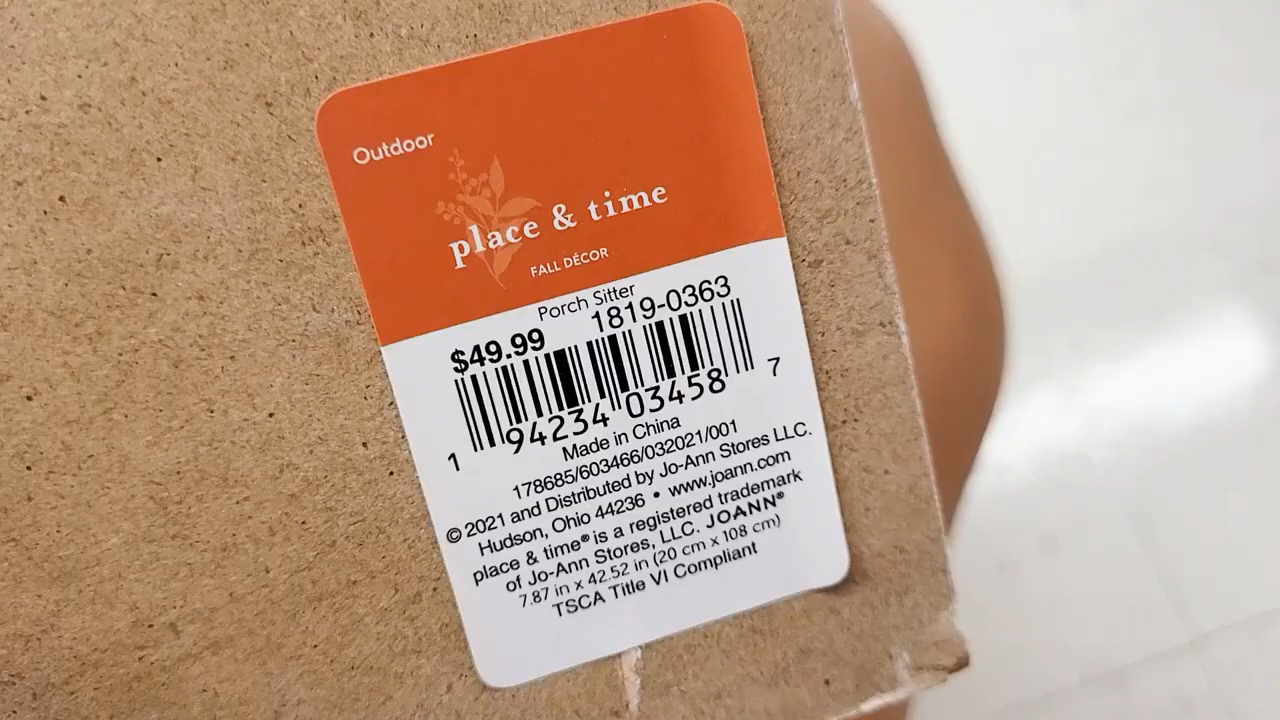 Outdoor
place & time
FALL DÉCOR
Porch Sitter
$49.99 1819-0363
1 94234 03458 7
Made in China
178685/603466/032021/001
© 2021 and Distributed by Jo-Ann Stores LLC.
Hudson, Ohio 44236 • www.joann.com
place & time® is a registered trademark
of Jo-Ann Stores, LLC. JOANN®
7.87 in x 42.52 in (20 cm x 108 cm)
TSCA Title VI Compliant